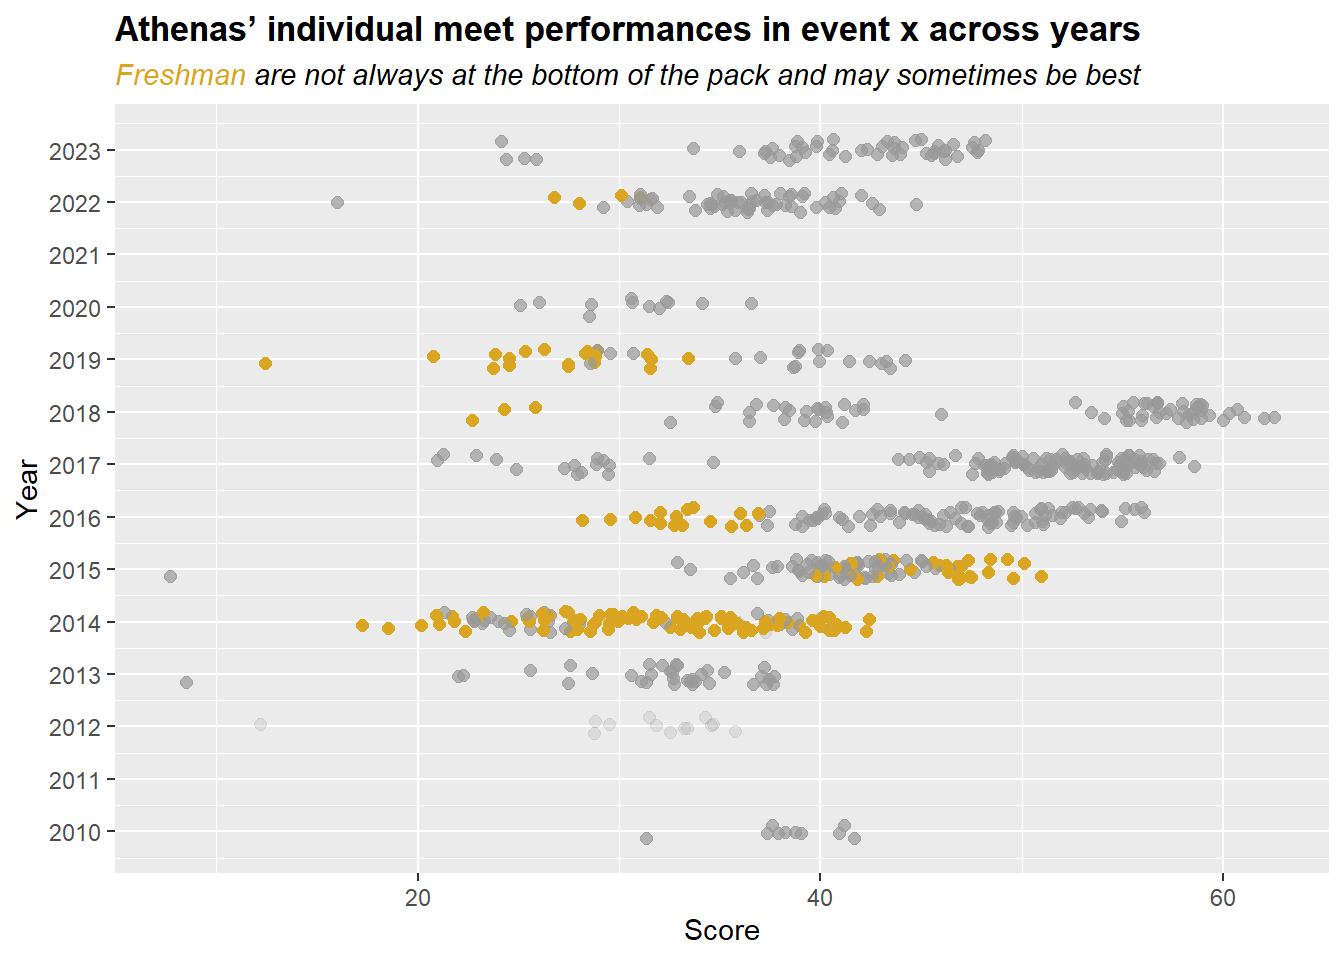 Athenas’ individual meet performances in event x across years
Freshman are not always at the bottom of the pack and may sometimes be best
Year
2023
2022
2021
2020
2019
2018
2017
2016
2015
2014
2013
2012
2011
2010
20 40 60
Score